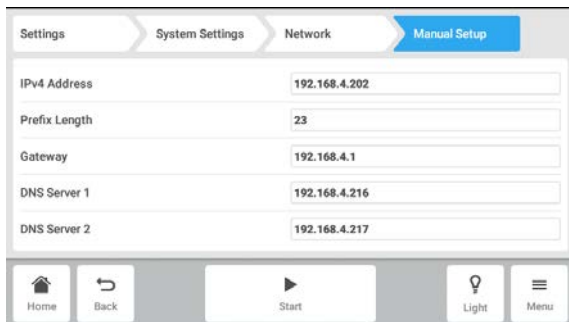 Settings System Settings Network Manual Setup
IPv4 Address 192.168.4.202
Prefix Length 23
Gateway 192.168.4.1
DNS Server 1 192.168.4.216
DNS Server 2 192.168.4.217
Home Back Start Light Menu